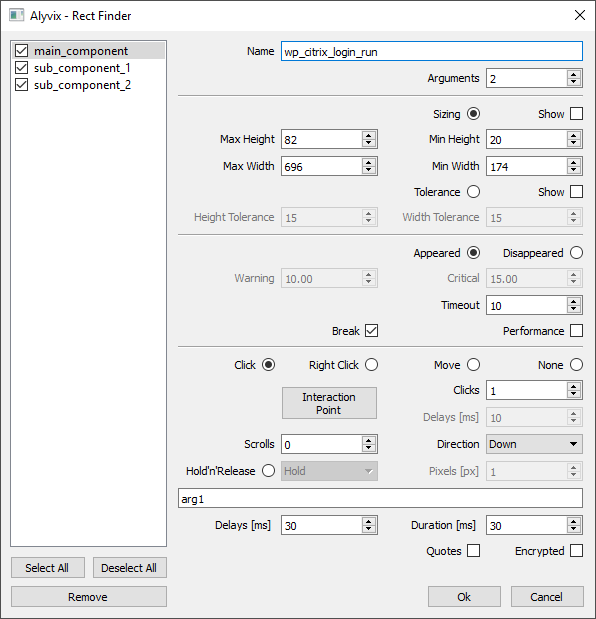 Alyvix - Rect Finder
main_component
sub_component_1
sub_component_2
Select All Deselect All
Remove
Name wp_citrix_login_run
Arguments 2
Sizing Show
Max Height 82 Min Height 20
Max Width 696 Min Width 174
Tolerance Show
Height Tolerance 15 Width Tolerance 15
Appeared Disappeared
Warning 10.00 Critical 15.00
Timeout 10
Break Performance
Click Right Click Move None
Interaction Point Clicks 1
Delays [ms] 10
Scrolls 0 Direction Down
Hold'n'Release Hold Pixels [px] 1
arg1
Delays [ms] 30 Duration [ms] 30
Quotes Encrypted
Ok Cancel